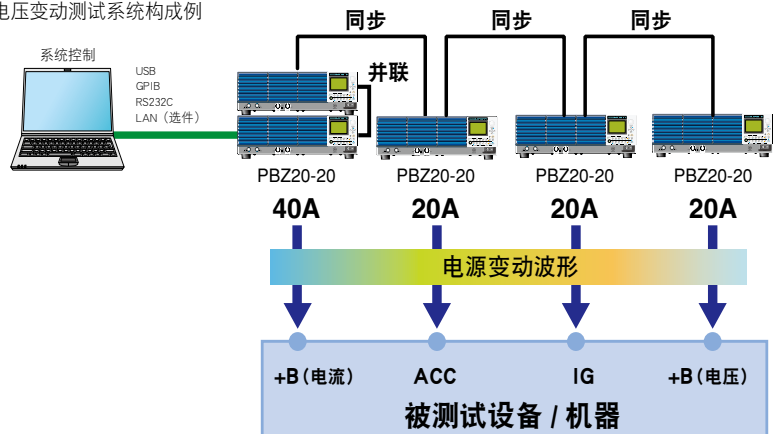 电压变动测试系统构成例
同步
同步
同步
系统控制
并联
USB
GPIB
RS232C
LAN（选件）
PBZ20-20
PBZ20-20
PBZ20-20
PBZ20-20
40A
20A
20A
20A
电源变动波形
+B（电流）
ACC
IG
+B（电压）
被测试设备 / 机器